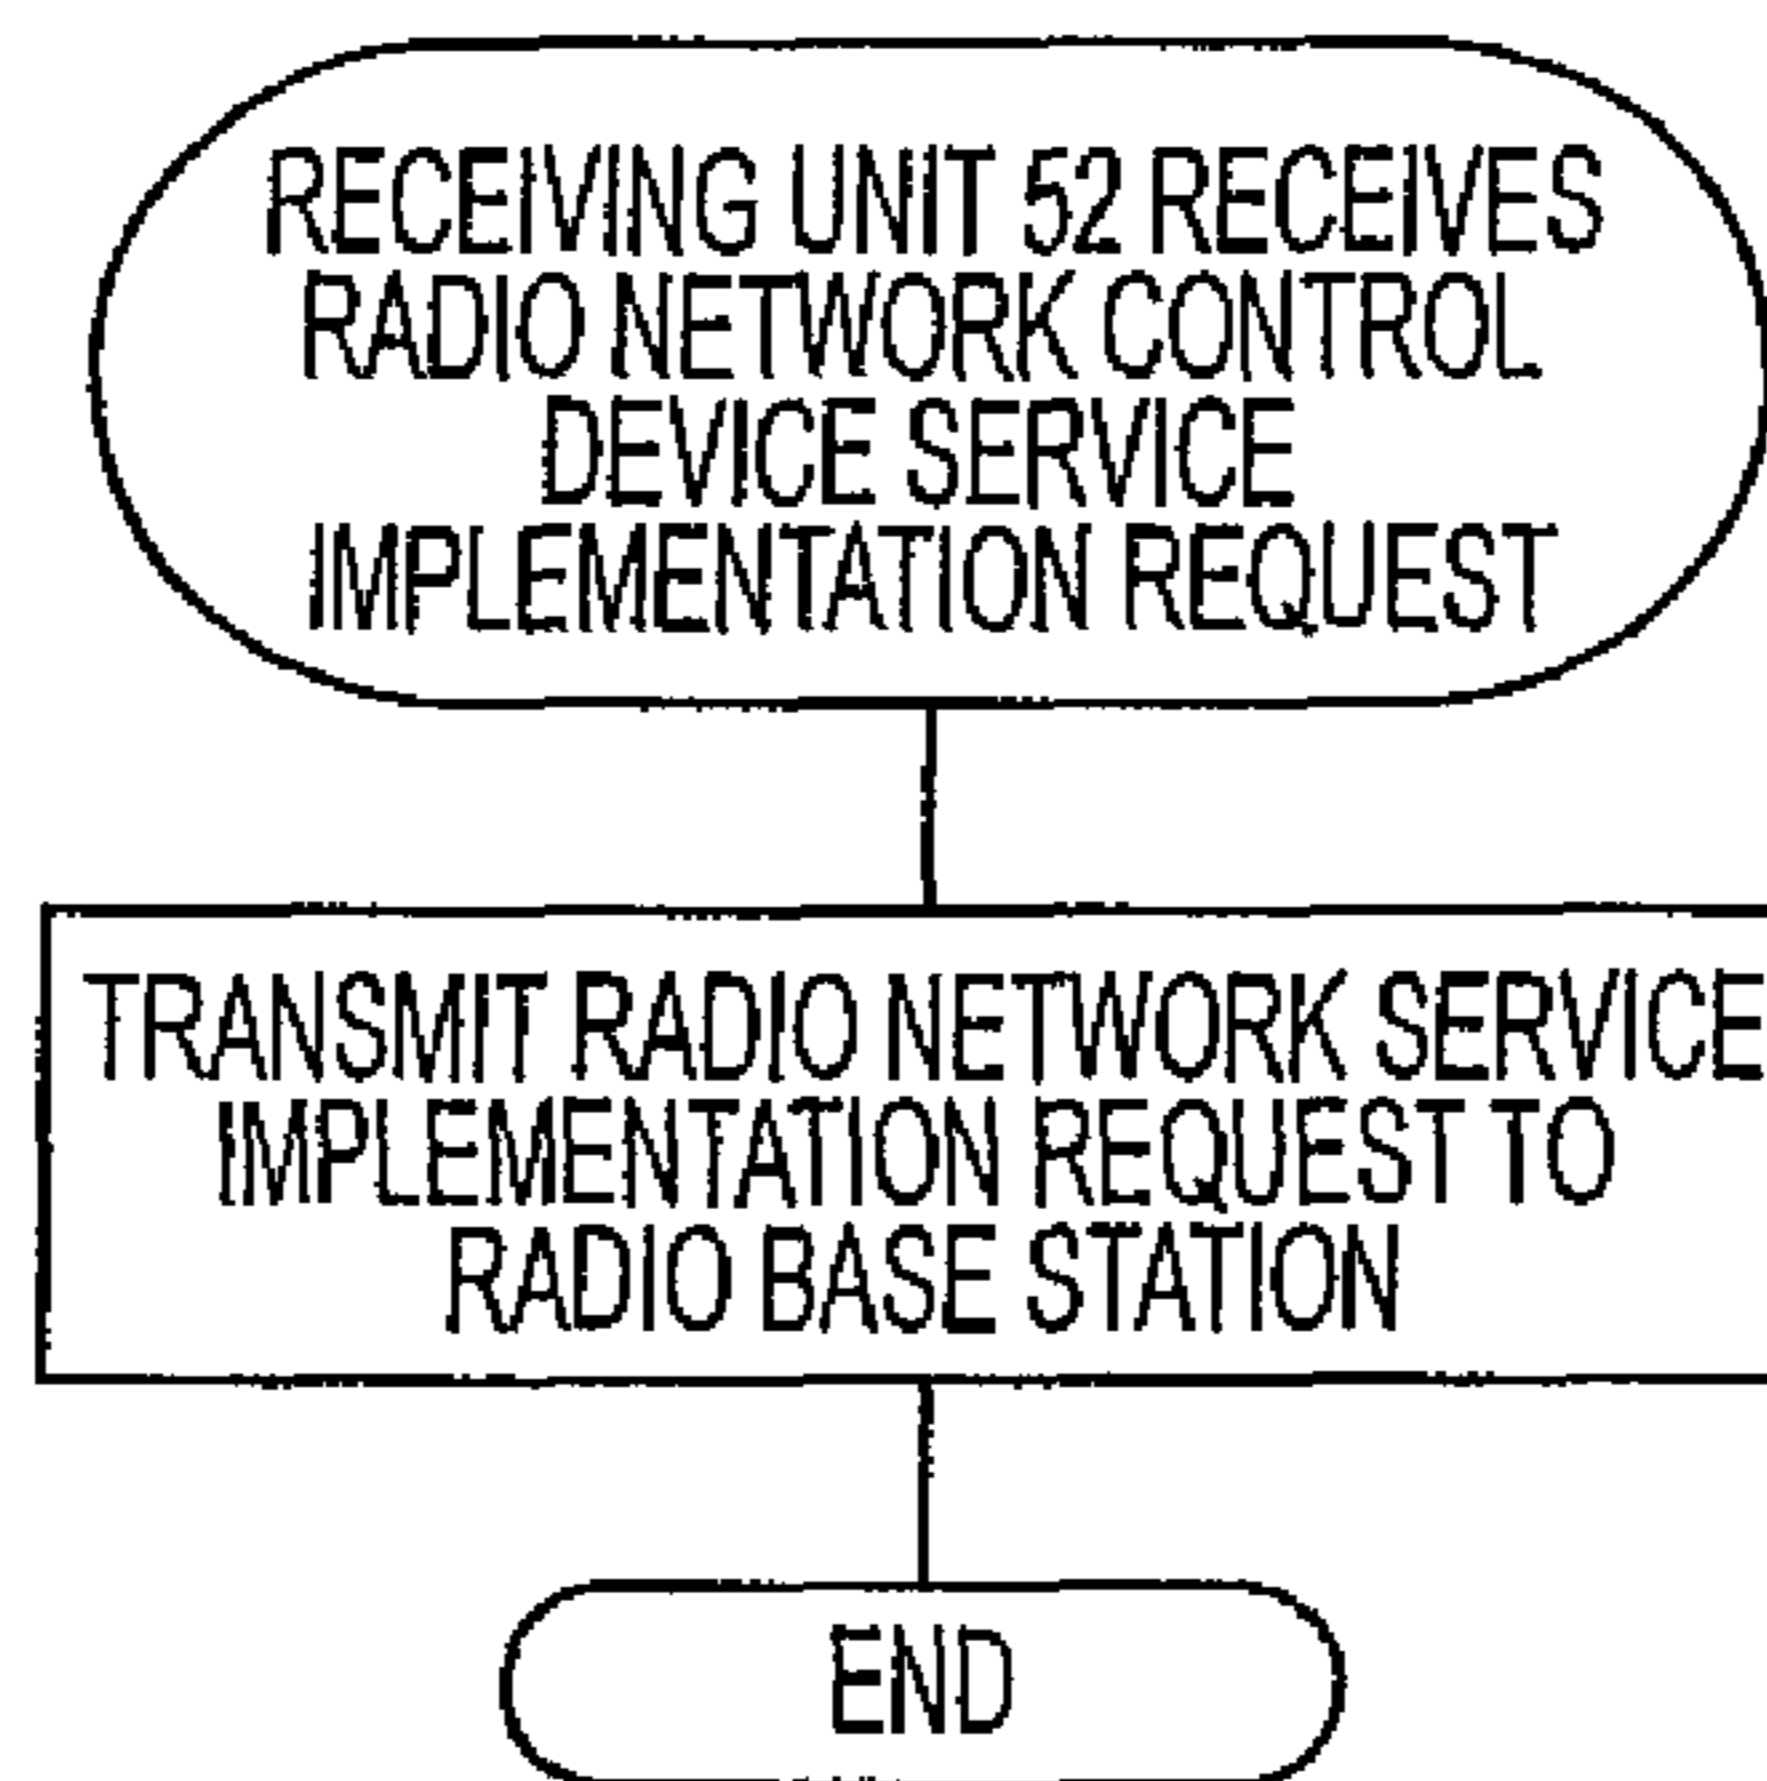 RECEIVING UNIT 52 RECEIVES
RADIO NETWORK CONTROL
DEVICE SERVICE
IMPLEMENTATION REQUEST
TRANSMIT RADIO NETWORK SERVICE
IMPLEMENTATION REQUEST TO
RADIO BASE STATION
END